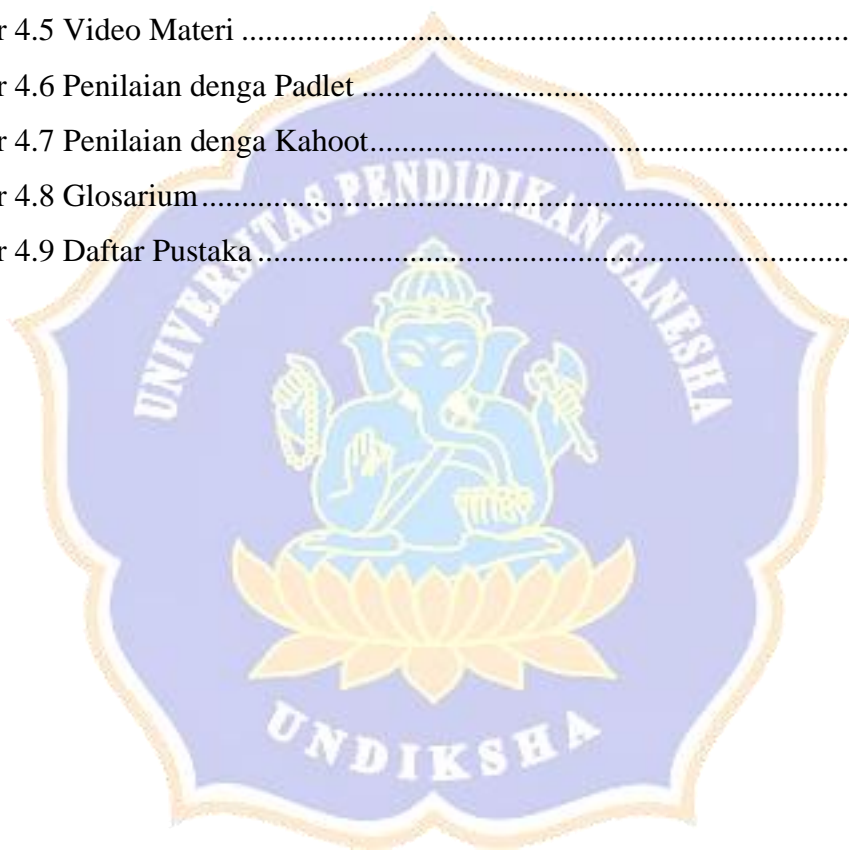 r 4.5 Video Materi ................................................................................
r 4.6 Penilaian denga Padlet ................................................................
r 4.7 Penilaian denga Kahoot...............................................................
r 4.8 Glosarium.....................................................................................
r 4.9 Daftar Pustaka ..............................................................................
UNIVERSITAS PENDIDIKAN GANESHA
UNDIKSHA